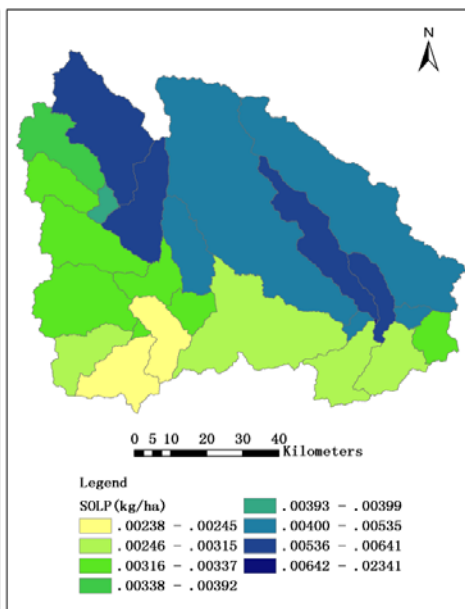 N
0 5 10 20 30 40
Kilometers
Legend
SOLP(kg/ha)
.00238 - .00245
.00246 - .00315
.00316 - .00337
.00338 - .00392
.00393 - .00399
.00400 - .00535
.00536 - .00641
.00642 - .02341